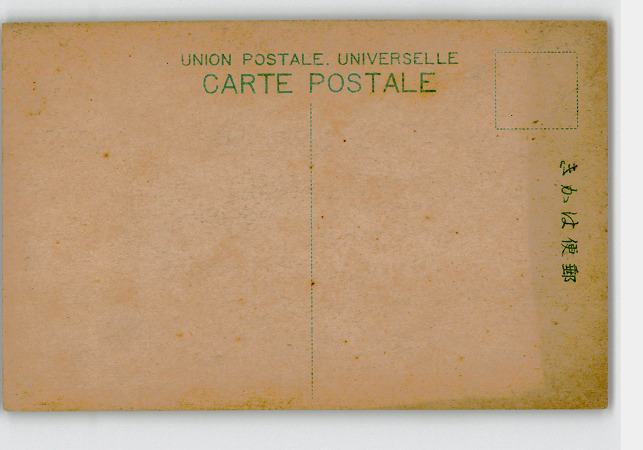 UNION POSTALE. UNIVERSELLE
CARTE POSTALE
郵便はかき